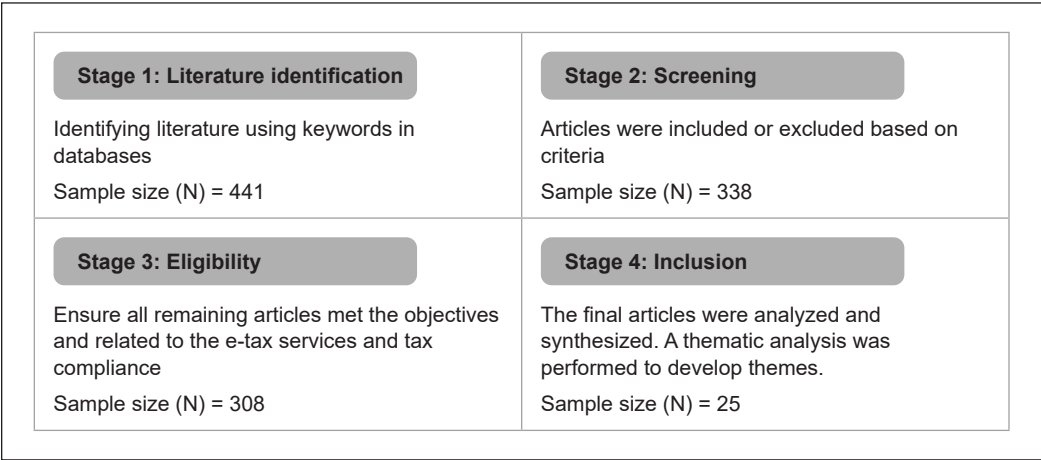 Stage 1: Literature identification
Identifying literature using keywords in
databases
Sample size (N) = 441
Stage 2: Screening
Articles were included or excluded based on
criteria
Sample size (N) = 338
Stage 3: Eligibility
Ensure all remaining articles met the objectives
and related to the e-tax services and tax
compliance
Sample size (N) = 308
Stage 4: Inclusion
The final articles were analyzed and
synthesized. A thematic analysis was
performed to develop themes.
Sample size (N) = 25